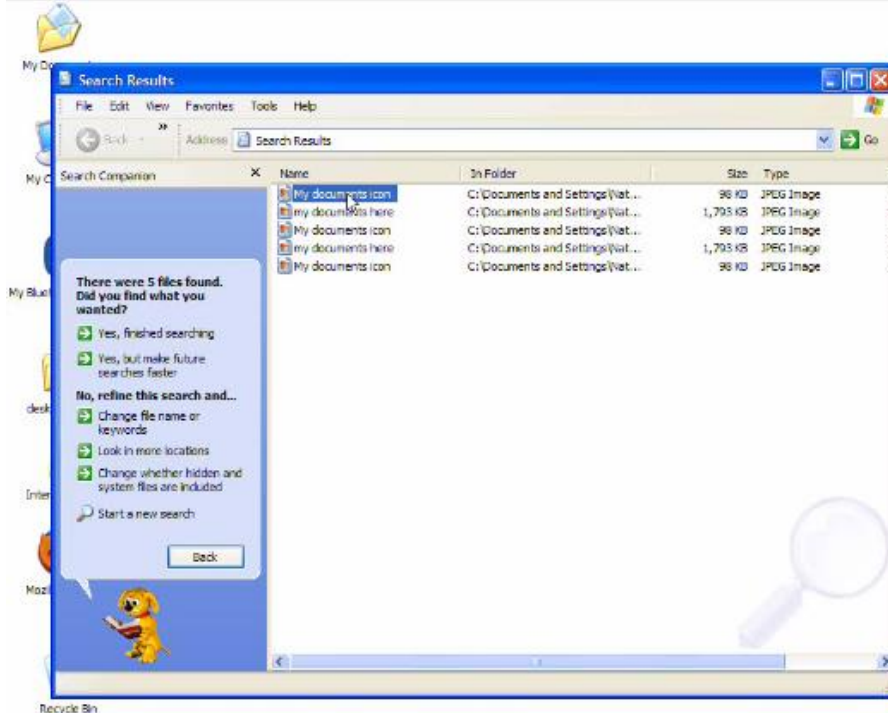 My
Search Results
File Edit View Favorites Tools Help
Back
Address Search Results Go
My
Search Companion
Name In Folder Size Type
My documents icon C:\Documents and Settings\Nat... 98 KB JPEG Image
my documents here C:\Documents and Settings\Nat... 1,793 KB JPEG Image
My documents icon C:\Documents and Settings\Nat... 98 KB JPEG Image
my documents here C:\Documents and Settings\Nat... 1,793 KB JPEG Image
My documents icon C:\Documents and Settings\Nat... 98 KB JPEG Image
There were 5 files found.
Did you find what you
wanted?
Yes, finished searching
Yes, but make future
searches faster
No, refine this search and...
Change file name or
keywords
Look in more locations
Change whether hidden and
system files are included
Start a new search
Back
My Blue
desk
Inter
Mozi
Recycle Bin